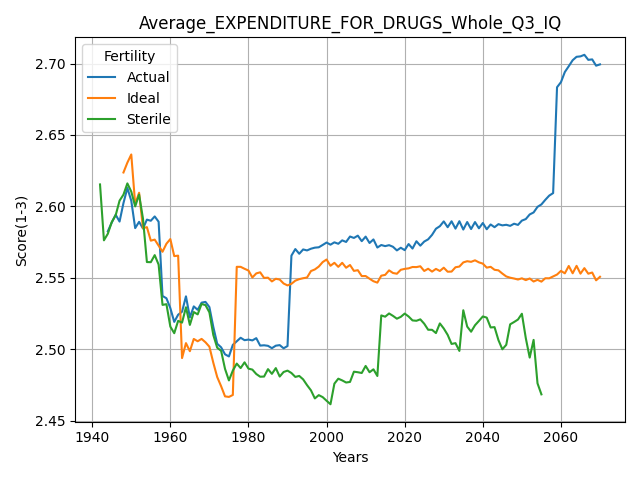 Average_EXPENDITURE_FOR_DRUGS_Whole_Q3_IQ
Fertility
Actual
Ideal
Sterile
2.70
2.65
2.60
2.55
2.50
2.45
Score(1-3)
1940 1960 1980 2000 2020 2040 2060
Years